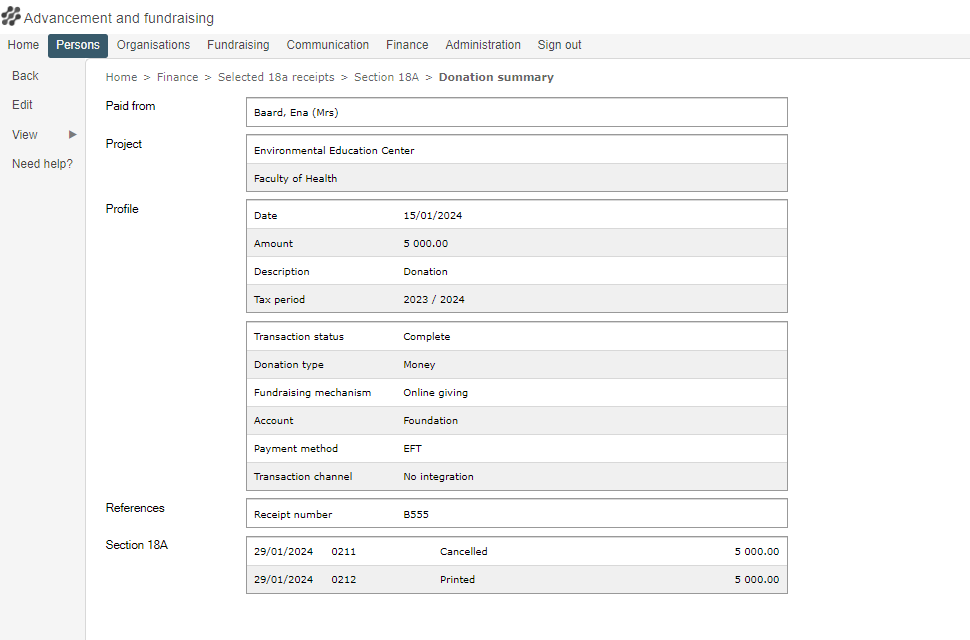 Advancement and fundraising
Home Persons Organisations Fundraising Communication Finance Administration Sign out
Back
Edit
View
Need help?
Home > Finance > Selected 18a receipts > Section 18A > Donation summary
Paid from
Baard, Ena (Mrs)
Project
Environmental Education Center
Faculty of Health
Profile
Date 15/01/2024
Amount 5 000.00
Description Donation
Tax period 2023 / 2024
Transaction status Complete
Donation type Money
Fundraising mechanism Online giving
Account Foundation
Payment method EFT
Transaction channel No integration
References
Receipt number B555
Section 18A
29/01/2024 0211 Cancelled 5 000.00
29/01/2024 0212 Printed 5 000.00